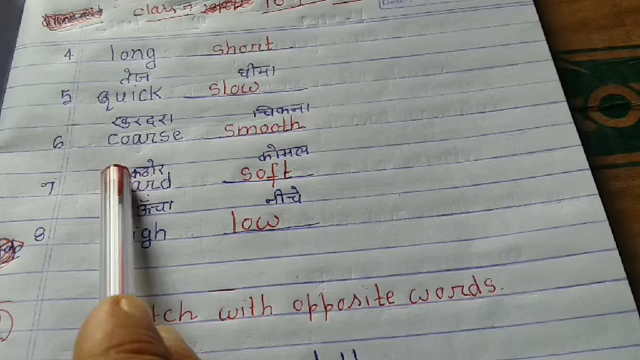 class
4 long short
तेज धीमा
5 quick slow
खुरदरा चिकना
6 coarse smooth
कठोर कोमल
7 ard soft
ऊंचा नीचे
8 igh low
tch with opposite words.